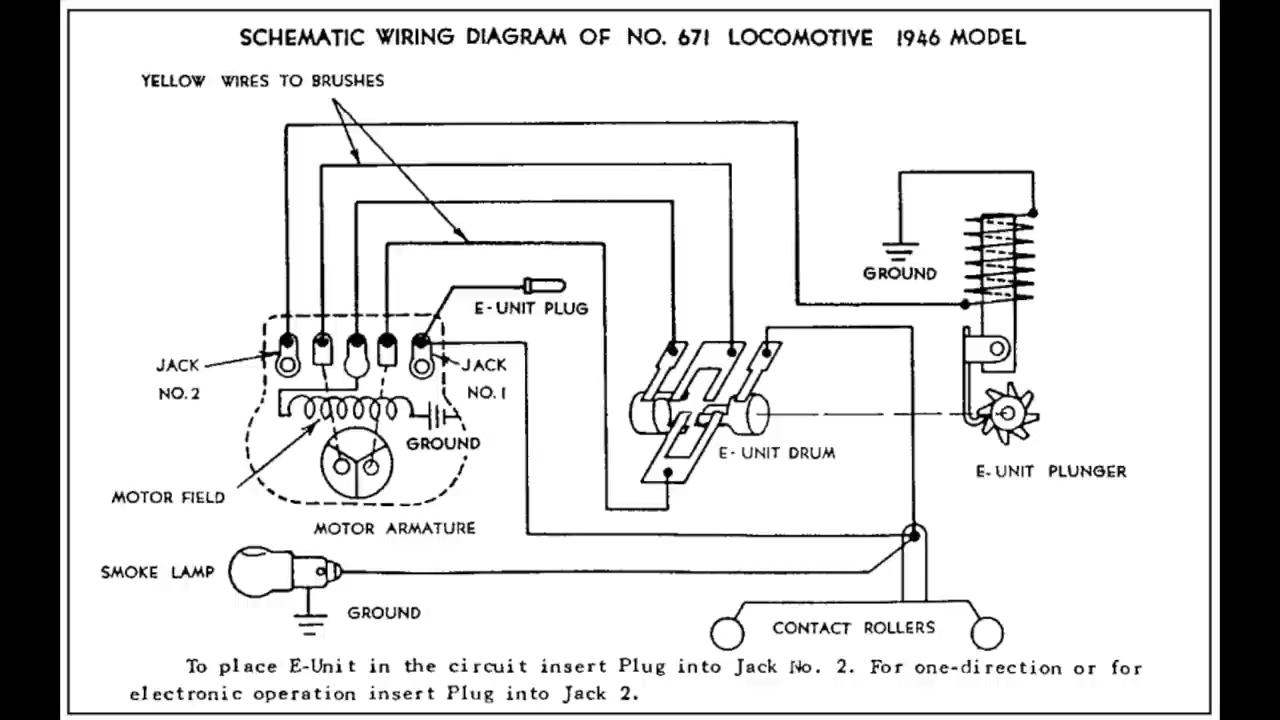 SCHEMATIC WIRING DIAGRAM OF NO. 671 LOCOMOTIVE 1946 MODEL
YELLOW WIRES TO BRUSHES
GROUND
E-UNIT PLUG
JACK
NO. 2
JACK
NO. 1
GROUND
E-UNIT DRUM
E-UNIT PLUNGER
MOTOR FIELD
MOTOR ARMATURE
SMOKE LAMP
GROUND
CONTACT ROLLERS
To place E-Unit in the circuit insert Plug into Jack No. 2. For one-direction or for
electronic operation insert Plug into Jack 2.